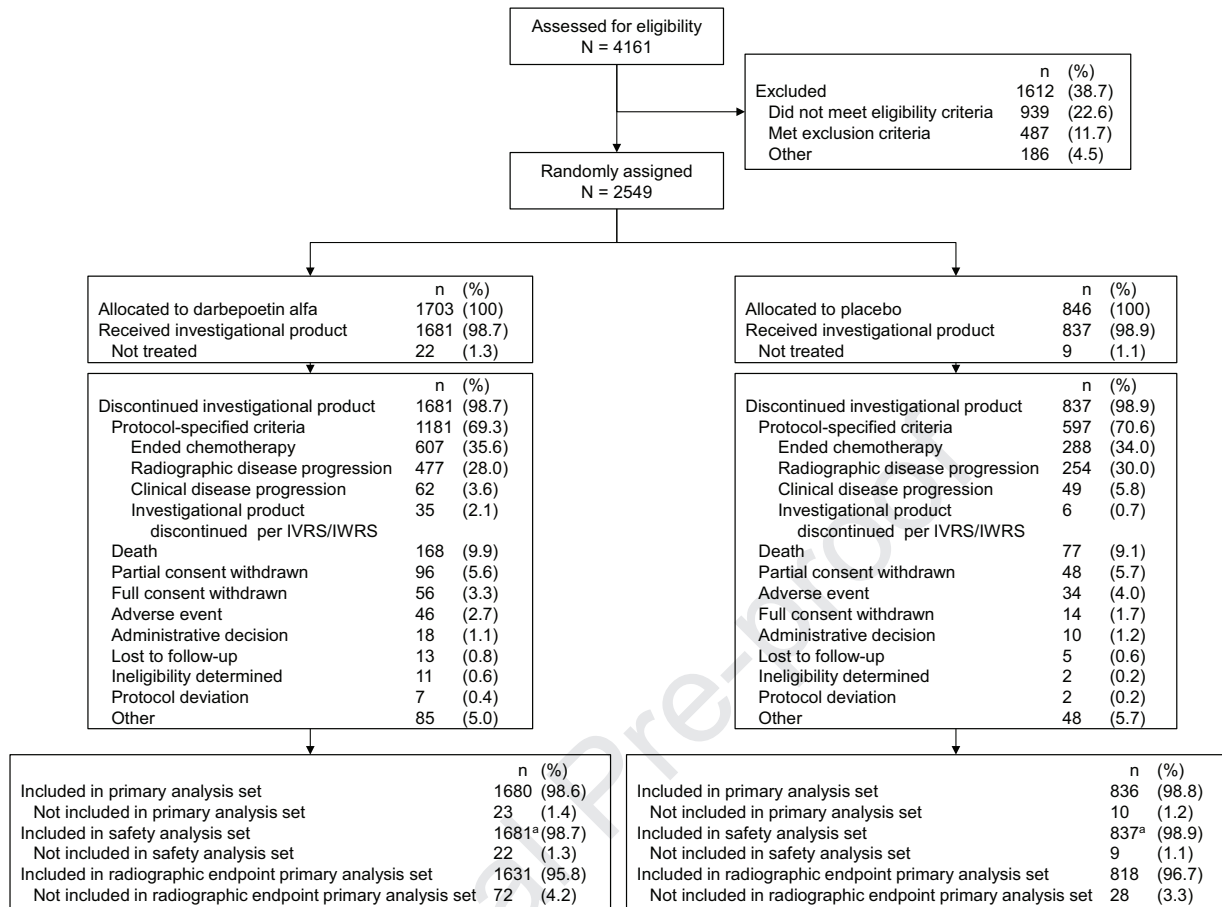 Assessed for eligibility
N = 4161
n (%)
Excluded 1612 (38.7)
Did not meet eligibility criteria 939 (22.6)
Met exclusion criteria 487 (11.7)
Other 186 (4.5)
Randomly assigned
N = 2549
n (%)
Allocated to darbepoetin alfa 1703 (100)
Received investigational product 1681 (98.7)
Not treated 22 (1.3)
n (%)
Allocated to placebo 846 (100)
Received investigational product 837 (98.9)
Not treated 9 (1.1)
n (%)
Discontinued investigational product 1681 (98.7)
Protocol-specified criteria 1181 (69.3)
Ended chemotherapy 607 (35.6)
Radiographic disease progression 477 (28.0)
Clinical disease progression 62 (3.6)
Investigational product 35 (2.1)
discontinued per IVRS/IWRS
Death 168 (9.9)
Partial consent withdrawn 96 (5.6)
Full consent withdrawn 56 (3.3)
Adverse event 46 (2.7)
Administrative decision 18 (1.1)
Lost to follow-up 13 (0.8)
Ineligibility determined 11 (0.6)
Protocol deviation 7 (0.4)
Other 85 (5.0)
n (%)
Discontinued investigational product 837 (98.9)
Protocol-specified criteria 597 (70.6)
Ended chemotherapy 288 (34.0)
Radiographic disease progression 254 (30.0)
Clinical disease progression 49 (5.8)
Investigational product 6 (0.7)
discontinued per IVRS/IWRS
Death 77 (9.1)
Partial consent withdrawn 48 (5.7)
Adverse event 34 (4.0)
Full consent withdrawn 14 (1.7)
Administrative decision 10 (1.2)
Lost to follow-up 5 (0.6)
Ineligibility determined 2 (0.2)
Protocol deviation 2 (0.2)
Other 48 (5.7)
n (%)
Included in primary analysis set 1680 (98.6)
Not included in primary analysis set 23 (1.4)
Included in safety analysis set 1681ᵃ (98.7)
Not included in safety analysis set 22 (1.3)
Included in radiographic endpoint primary analysis set 1631 (95.8)
Not included in radiographic endpoint primary analysis set 72 (4.2)
n (%)
Included in primary analysis set 836 (98.8)
Not included in primary analysis set 10 (1.2)
Included in safety analysis set 837ᵃ (98.9)
Not included in safety analysis set 9 (1.1)
Included in radiographic endpoint primary analysis set 818 (96.7)
Not included in radiographic endpoint primary analysis set 28 (3.3)
al Pre-proof